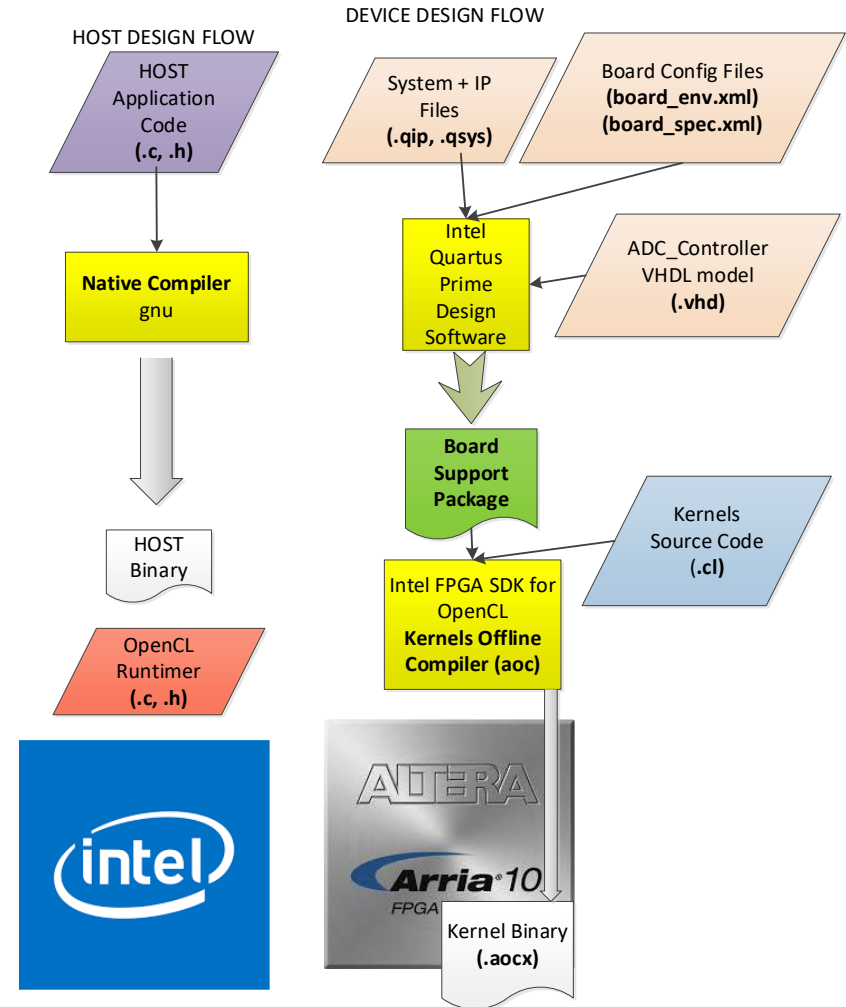 DEVICE DESIGN FLOW
HOST DESIGN FLOW
HOST
Application
Code
(.c, .h)
System + IP
Files
(.qip, .qsys)
Board Config Files
(board_env.xml)
(board_spec.xml)
Native Compiler
gnu
Intel
Quartus
Prime
Design
Software
ADC_Controller
VHDL model
(.vhd)
Board
Support
Package
Kernels
Source Code
(.cl)
HOST
Binary
Intel FPGA SDK for
OpenCL
Kernels Offline
Compiler (aoc)
OpenCL
Runtimer
(.c, .h)
intel
ALTERA
Arria® 10
FPGA
Kernel Binary
(.aocx)